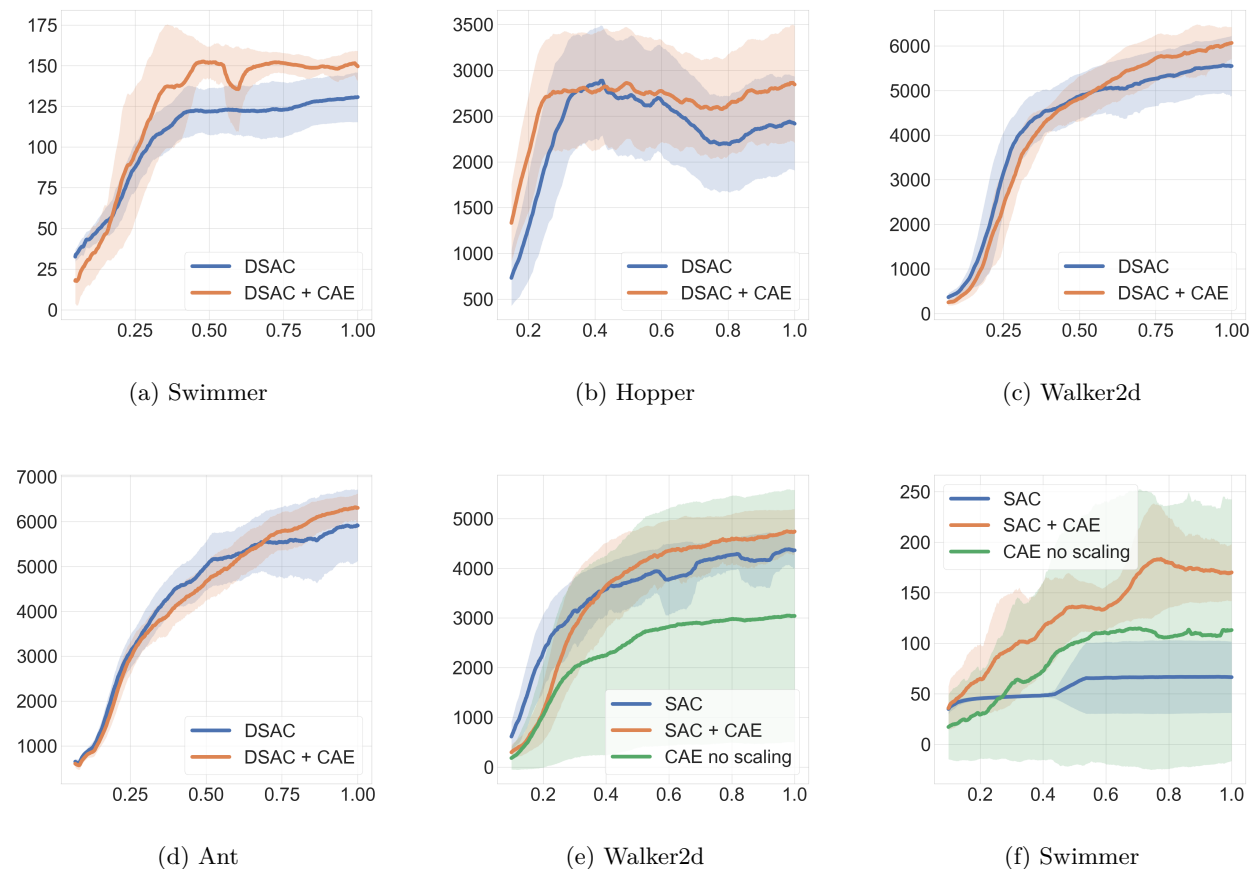 175
150
125
100
75
50
25
0
0.25 0.50 0.75 1.00
DSAC
DSAC + CAE
(a) Swimmer
3500
3000
2500
2000
1500
1000
500
0.2 0.4 0.6 0.8 1.0
DSAC
DSAC + CAE
(b) Hopper
6000
5000
4000
3000
2000
1000
0
0.25 0.50 0.75 1.00
DSAC
DSAC + CAE
(c) Walker2d
7000
6000
5000
4000
3000
2000
1000
0.25 0.50 0.75 1.00
DSAC
DSAC + CAE
(d) Ant
5000
4000
3000
2000
1000
0
0.2 0.4 0.6 0.8 1.0
SAC
SAC + CAE
CAE no scaling
(e) Walker2d
250
200
150
100
50
0
0.2 0.4 0.6 0.8 1.0
SAC
SAC + CAE
CAE no scaling
(f) Swimmer